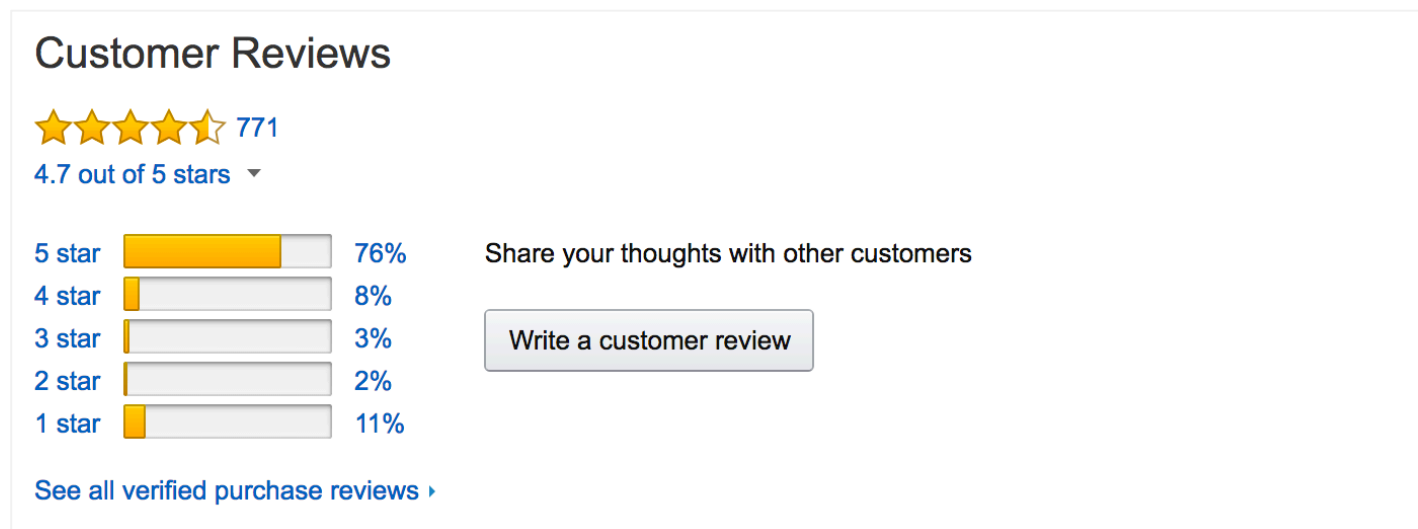 Customer Reviews
771
4.7 out of 5 stars
5 star 76%
4 star 8%
3 star 3%
2 star 2%
1 star 11%
Share your thoughts with other customers
Write a customer review
See all verified purchase reviews